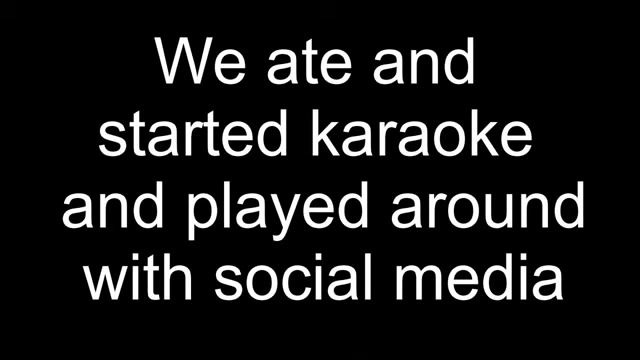 We ate and
started karaoke
and played around
with social media